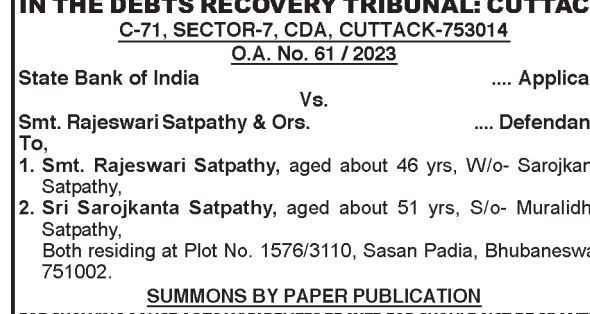 IN THE DEBTS RECOVERY TRIBUNAL: CUTTAC
C-71, SECTOR-7, CDA, CUTTACK-753014
O.A. No. 61 / 2023
State Bank of India .... Applica
Vs.
Smt. Rajeswari Satpathy & Ors. .... Defendan
To,
1. Smt. Rajeswari Satpathy, aged about 46 yrs, W/o- Sarojkan
Satpathy,
2. Sri Sarojkanta Satpathy, aged about 51 yrs, S/o- Muralidh
Satpathy,
Both residing at Plot No. 1576/3110, Sasan Padia, Bhubaneswa
751002.
SUMMONS BY PAPER PUBLICATION